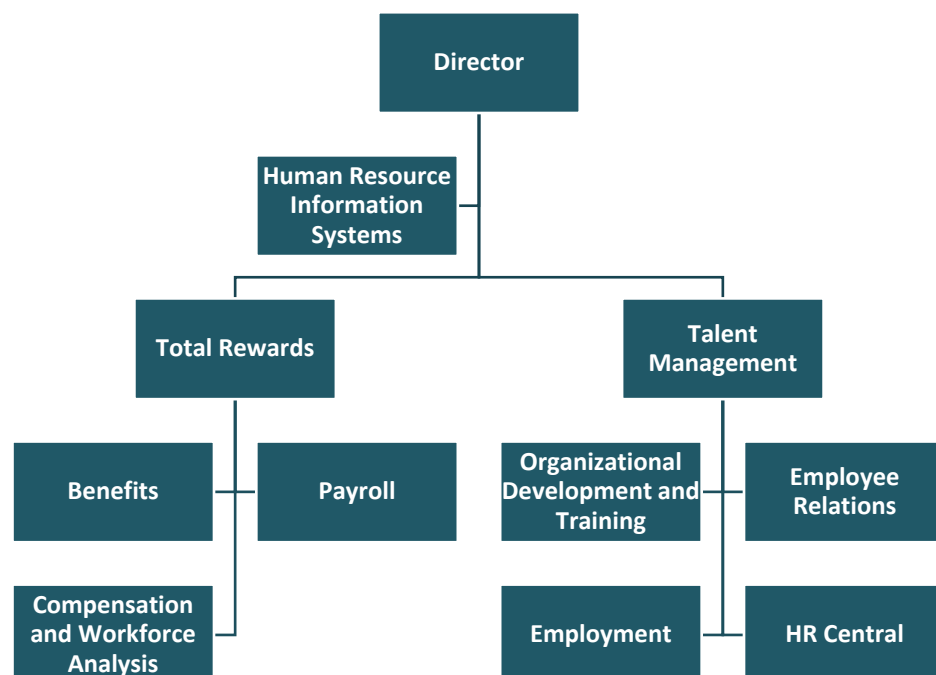 Director
Human Resource
Information
Systems
Total Rewards
Talent
Management
Benefits
Payroll
Organizational
Development and
Training
Employee
Relations
Compensation
and Workforce
Analysis
Employment
HR Central